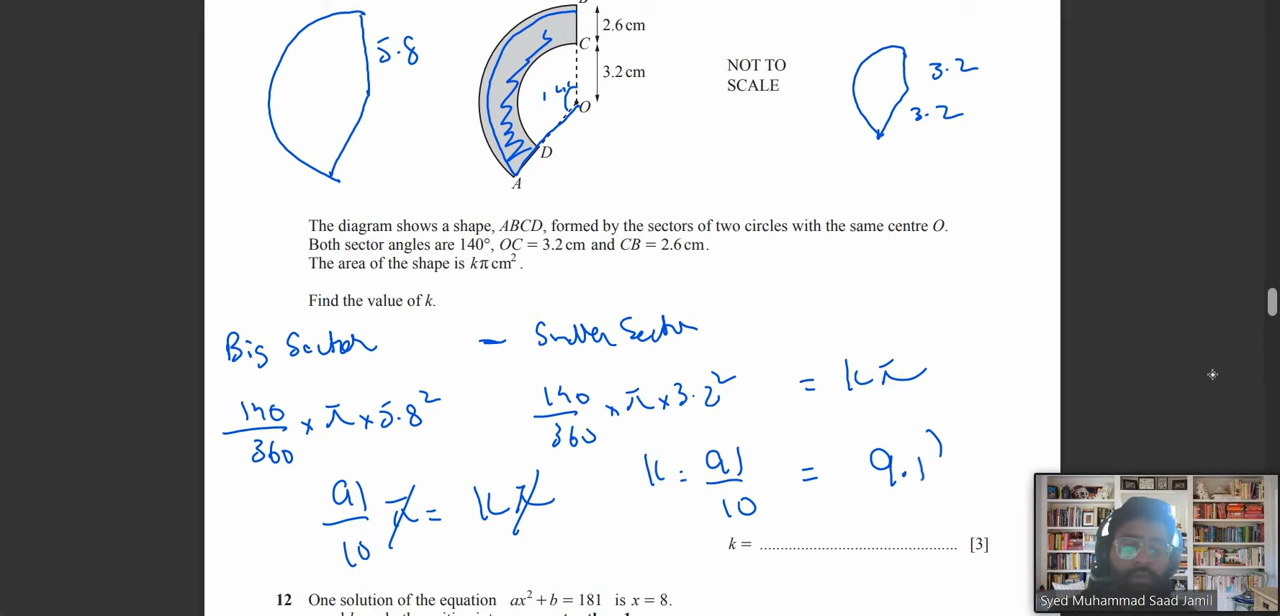 5.8
2.6 cm
C
3.2 cm
O
D
A
NOT TO
SCALE
3.2
3.2
The diagram shows a shape, ABCD, formed by the sectors of two circles with the same centre O.
Both sector angles are 140°, OC = 3.2 cm and CB = 2.6 cm.
The area of the shape is kπ cm².
Find the value of k.
Big Sector − Smaller Sector
140/360 × π × 5.8² 140/360 × π × 3.2² = kπ
91/10 π = kπ k = 91/10 = 9.1
k = ................................................ [3]
12 One solution of the equation ax² + b = 181 is x = 8.
Syed Muhammad Saad Jamil